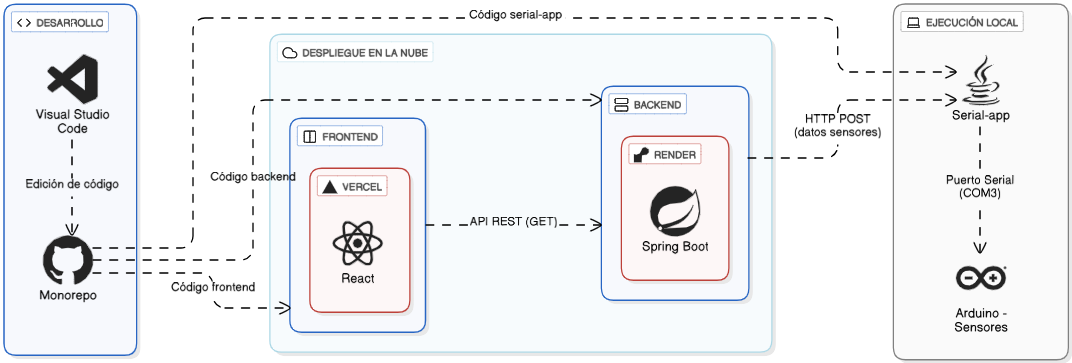 DESARROLLO
Visual Studio
Code
Edición de código
Monorepo
Código serial-app
Código backend
Código frontend
DESPLIEGUE EN LA NUBE
FRONTEND
VERCEL
React
API REST (GET)
BACKEND
RENDER
Spring Boot
HTTP POST
(datos sensores)
EJECUCIÓN LOCAL
Serial-app
Puerto Serial
(COM3)
Arduino -
Sensores